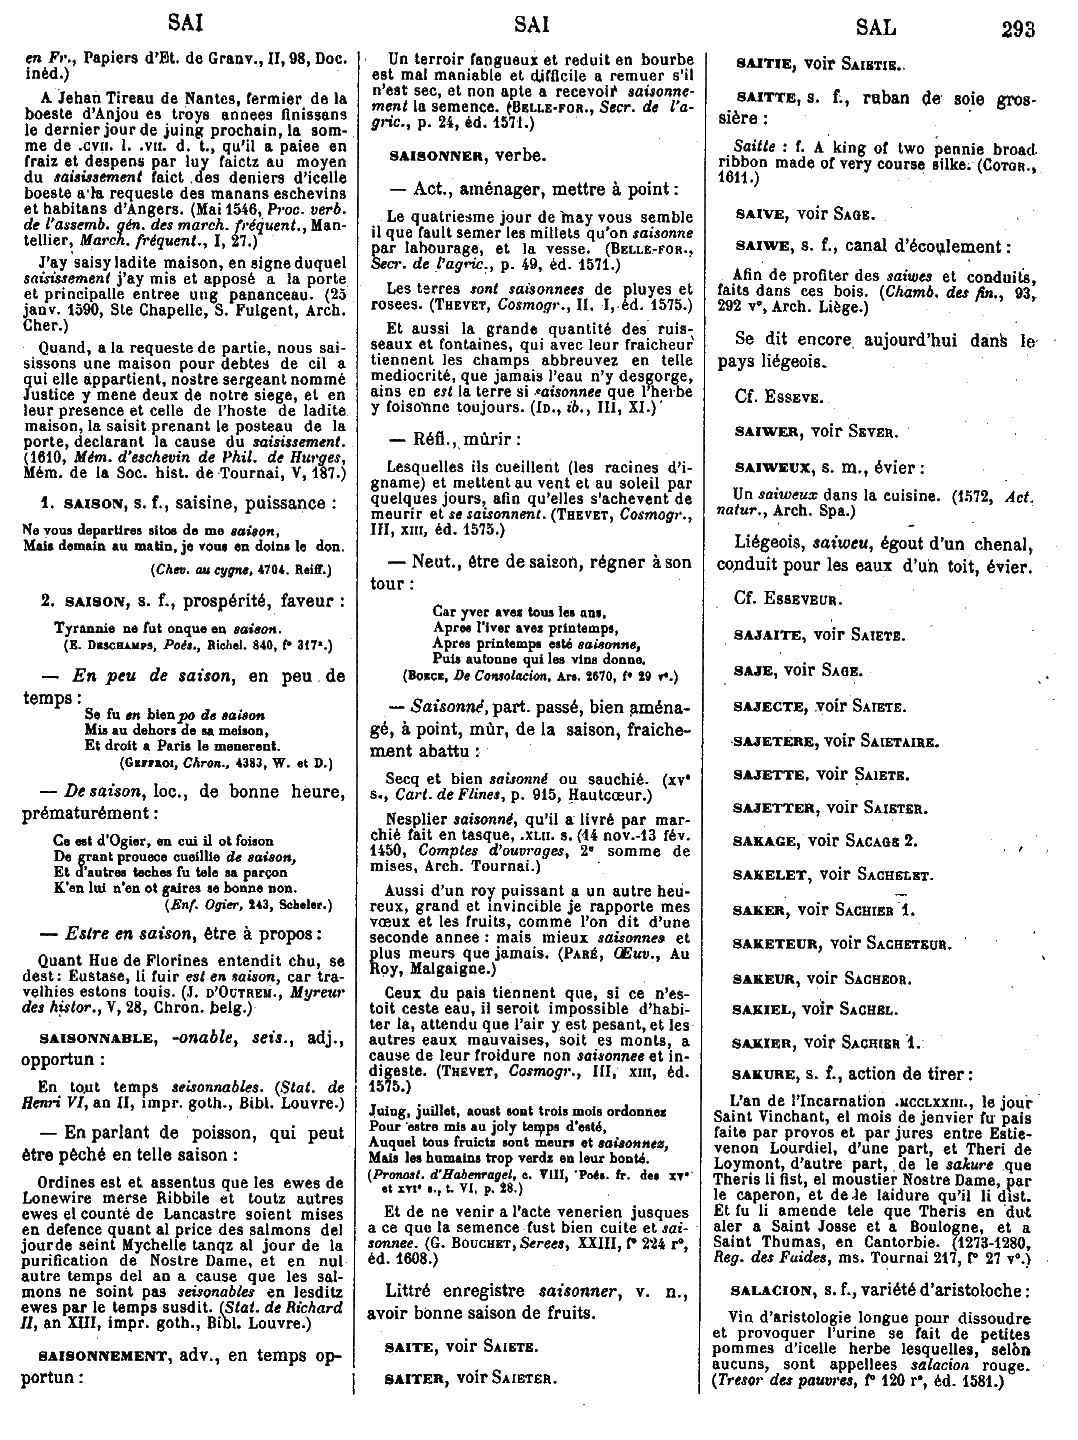 SAI
SAI
SAL
293
en Fr., Papiers d'Et. de Granv., II, 98, Doc.
inéd.)
A Jehan Tireau de Nantes, fermier de la
boeste d'Anjou es troys annees finissans
le dernier jour de juing prochain, la som-
me de .CVII. l. .VII. d. t., qu'il a paiee en
fraiz et despens par luy faictz au moyen
du saisissement faict des deniers d'icelle
boeste a la requeste des manans eschevins
et habitans d'Angers. (Mai 1546, Proc. verb.
de l'assemb. gén. des march. fréquent., Man-
tellier, March. fréquent., I, 27.)
J'ay saisy ladite maison, en signe duquel
saisissement j'ay mis et apposé a la porte
et principalle entree ung pananceau. (25
janv. 1590, Ste Chapelle, S. Fulgent, Arch.
Cher.)
Quand, a la requeste de partie, nous sai-
sissons une maison pour debtes de cil a
qui elle appartient, nostre sergeant nommé
Justice y mene deux de notre siege, et en
leur presence et celle de l'hoste de ladite
maison, la saisit prenant le posteau de la
porte, declarant la cause du saisissement.
(1610, Mém. d'eschevin de Phil. de Hurges,
Mém. de la Soc. hist. de Tournai, V, 187.)
1. SAISON, s. f., saisine, puissance :
Ne vous departires sitos de me saison,
Mais demain au matin, je vous en doins le don.
(Chev. au cygne, 4704. Reiff.)
2. SAISON, s. f., prospérité, faveur :
Tyrannie ne fut onque en saison.
(E. DESCHAMPS, Poés., Richel. 840, f° 317ᵃ.)
— En peu de saison, en peu de
temps :
Se fu en bien po de saison
Mis au dehors de sa meison,
Et droit a Paris le menerent.
(GEFFROI, Chron., 4383, W. et D.)
— De saison, loc., de bonne heure,
prématurément :
Ce est d'Ogier, en cui il ot foison
De grant prouece cueillie de saison,
Et d'autres teches fu tele sa parçon
K'en lui n'en ot gaires se bonne non.
(Enf. Ogier, 243, Scheler.)
— Estre en saison, être à propos :
Quant Hue de Florines entendit chu, se
dest : Eustase, li fuir est en saison, car tra-
velhies estons touis. (J. D'OUTREM., Myreur
des histor., V, 28, Chron. belg.)
SAISONNABLE, -onable, seis., adj.,
opportun :
En tout temps seisonnables. (Stat. de
Henri VI, an II, impr. goth., Bibl. Louvre.)
— En parlant de poisson, qui peut
être pêché en telle saison :
Ordines est et assentus que les ewes de
Lonewire merse Ribbile et toutz autres
ewes el counté de Lancastre soient mises
en defence quant al price des salmons del
jour de seint Mychelle tanqz al jour de la
purification de Nostre Dame, et en nul
autre temps del an a cause que les sal-
mons ne soint pas seisonables en lesditz
ewes par le temps susdit. (Stat. de Richard
II, an XIII, impr. goth., Bibl. Louvre.)
SAISONNEMENT, adv., en temps op-
portun :
Un terroir fangueux et reduit en bourbe
est mal maniable et difficile a remuer s'il
n'est sec, et non apte a recevoir saisonne-
ment la semence. (BELLE-FOR., Secr. de l'a-
gric., p. 24, éd. 1571.)
SAISONNER, verbe.
— Act., aménager, mettre à point :
Le quatriesme jour de may vous semble
il que fault semer les millets qu'on saisonne
par labourage, et la vesse. (BELLE-FOR.,
Secr. de l'agric., p. 49, éd. 1571.)
Les terres sont saisonnees de pluyes et
rosees. (THEVET, Cosmogr., II, I, éd. 1575.)
Et aussi la grande quantité des ruis-
seaux et fontaines, qui avec leur fraicheur
tiennent les champs abbreuvez en telle
mediocrité, que jamais l'eau n'y desgorge,
ains en est la terre si saisonnee que l'herbe
y foisonne toujours. (ID., ib., III, XI.)
— Réfl., mûrir :
Lesquelles ils cueillent (les racines d'i-
gname) et mettent au vent et au soleil par
quelques jours, afin qu'elles s'achevent de
meurir et se saisonnent. (THEVET, Cosmogr.,
III, XIII, éd. 1575.)
— Neut., être de saison, régner à son
tour :
Car yver avez tous les ans,
Apres l'iver avez printemps,
Apres printemps esté saisonne,
Puis autonne qui les vins donne.
(BOECE, De Consolacion, Ars. 2670, f° 29 r°.)
— Saisonné, part. passé, bien aména-
gé, à point, mûr, de la saison, fraiche-
ment abattu :
Secq et bien saisonné ou sauchié. (XVᵉ
s., Cart. de Flines, p. 915, Hautcœur.)
Nesplier saisonné, qu'il a livré par mar-
chié fait en tasque, .XLII. s. (14 nov.-13 fév.
1450, Comptes d'ouvrages, 2ᵉ somme de
mises, Arch. Tournai.)
Aussi d'un roy puissant a un autre heu-
reux, grand et invincible je rapporte mes
vœux et les fruits, comme l'on dit d'une
seconde annee : mais mieux saisonnes et
plus meurs que jamais. (PARÉ, Œuv., Au
Roy, Malgaigne.)
Ceux du pais tiennent que, si ce n'es-
toit ceste eau, il seroit impossible d'habi-
ter la, attendu que l'air y est pesant, et les
autres eaux mauvaises, soit es monts, a
cause de leur froidure non saisonnee et in-
digeste. (THEVET, Cosmogr., III, XIII, éd.
1575.)
Juing, juillet, aoust sont trois mois ordonnez
Pour estre mis au joly temps d'esté,
Auquel tous fruictz sont meurs et saisonnez,
Mais les humains trop verdz en leur bonté.
(Pronost. d'Habenragel, c. VIII, Poés. fr. des XVᵉ
et XVIᵉ s., t. VI, p. 28.)
Et de ne venir a l'acte venerien jusques
a ce que la semence fust bien cuite et sai-
sonnee. (G. BOUCHET, Serees, XXIII, f° 224 r°,
éd. 1608.)
Littré enregistre saisonner, v. n.,
avoir bonne saison de fruits.
SAITE, voir SAIETE.
SAITER, voir SAIETER.
SAITIE, voir SAIETIE.
SAITTE, s. f., ruban de soie gros-
sière :
Saitte : f. A king of two pennie broad
ribbon made of very course silke. (COTGR.,
1611.)
SAIVE, voir SAGE.
SAIWE, s. f., canal d'écoulement :
Afin de profiter des saiwes et conduits,
faits dans ces bois. (Chamb. des fin., 93,
292 v°, Arch. Liège.)
Se dit encore aujourd'hui dans le
pays liégeois.
Cf. ESSEVE.
SAIWER, voir SEVER.
SAIWEUX, s. m., évier :
Un saiweux dans la cuisine. (1572, Act.
natur., Arch. Spa.)
Liégeois, saiweu, égout d'un chenal,
conduit pour les eaux d'un toit, évier.
Cf. ESSEVEUR.
SAJAITE, voir SAIETE.
SAJE, voir SAGE.
SAJECTE, voir SAIETE.
SAJETERE, voir SAIETAIRE.
SAJETTE, voir SAIETE.
SAJETTER, voir SAIETER.
SAKAGE, voir SACAGE 2.
SAKELET, voir SACHELET.
SAKER, voir SACHIER 1.
SAKETEUR, voir SACHETEUR.
SAKEUR, voir SACHEOR.
SAKIEL, voir SACHEL.
SAKIER, voir SACHIER 1.
SAKURE, s. f., action de tirer :
L'an de l'Incarnation .MCCLXXIII., le jour
Saint Vinchant, el mois de jenvier fu pais
faite par provos et par jures entre Estie-
venon Lourdiel, d'une part, et Theri de
Loymont, d'autre part, de le sakure que
Theris li fist, el moustier Nostre Dame, par
le caperon, et de le laidure qu'il li dist.
Et fu li amende tele que Theris en dut
aler a Saint Josse et a Boulogne, et a
Saint Thumas, en Cantorbie. (1273-1280,
Reg. des Faides, ms. Tournai 217, f° 27 v°.)
SALACION, s. f., variété d'aristoloche :
Vin d'aristologie longue pour dissoudre
et provoquer l'urine se fait de petites
pommes d'icelle herbe lesquelles, selon
aucuns, sont appellees salacion rouge.
(Tresor des pauvres, f° 120 r°, éd. 1581.)